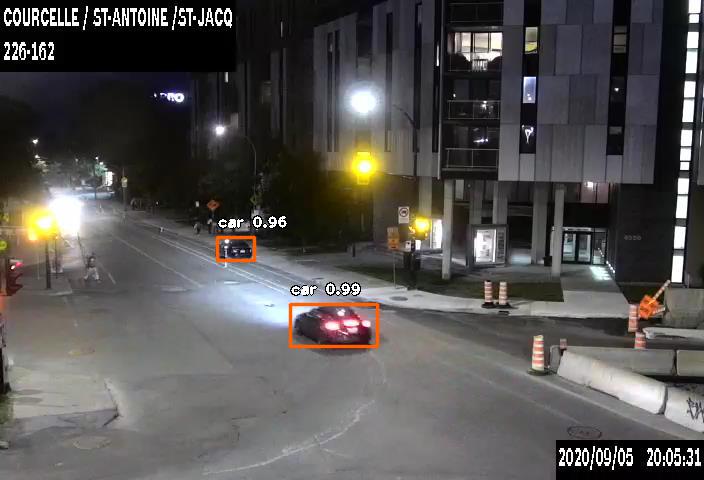 COURCELLE / ST-ANTOINE /ST-JACQ
226-162
car 0.96
car 0.99
2020/09/05 20:05:31